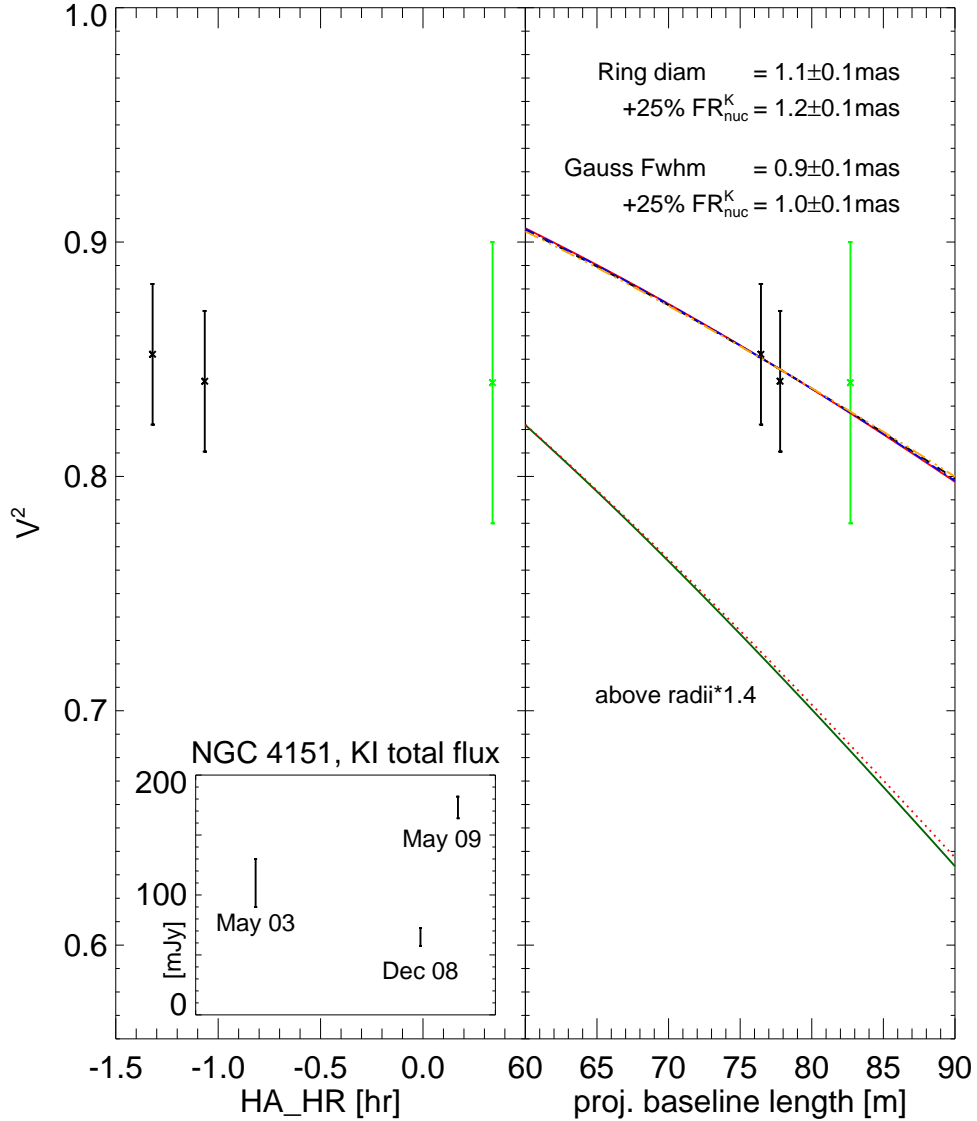 1.0
0.9
0.8
0.7
0.6
V²
Ring diam = 1.1±0.1mas
+25% FR^K_nuc = 1.2±0.1mas
Gauss Fwhm = 0.9±0.1mas
+25% FR^K_nuc = 1.0±0.1mas
above radii*1.4
NGC 4151, KI total flux
200
100
0
[mJy]
May 09
May 03
Dec 08
-1.5 -1.0 -0.5 0.0
60 65 70 75 80 85 90
HA_HR [hr]
proj. baseline length [m]